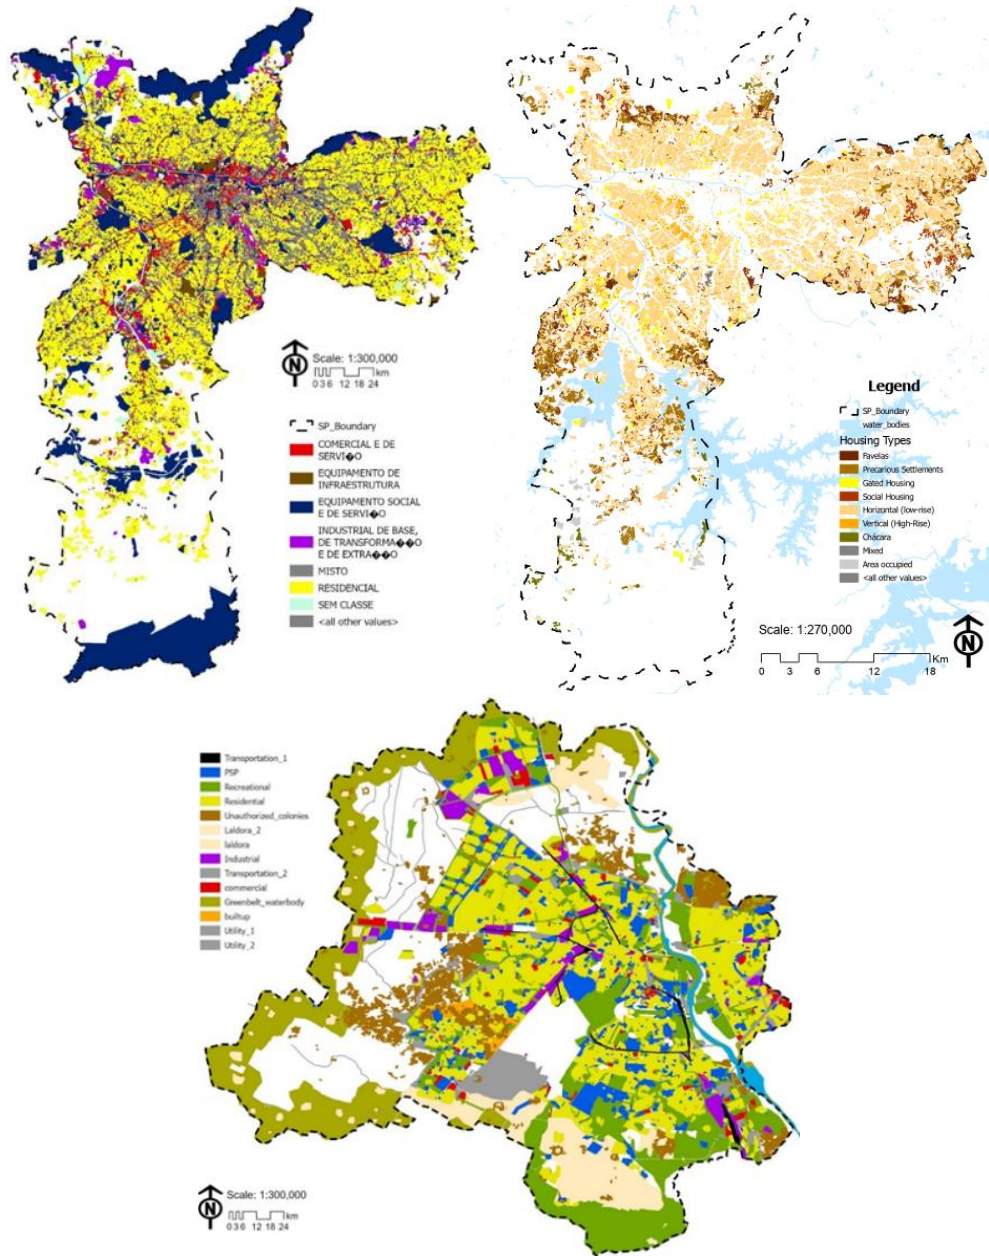 Scale: 1:300,000
N
0 3 6 12 18 24 km
SP_Boundary
COMERCIAL E DE
SERVI�O
EQUIPAMENTO DE
INFRAESTRUTURA
EQUIPAMENTO SOCIAL
E DE SERVI�O
INDUSTRIAL DE BASE,
DE TRANSFORMA��O
E DE EXTRA��O
MISTO
RESIDENCIAL
SEM CLASSE
<all other values>
Legend
SP_Boundary
water_bodies
Housing Types
Favelas
Precarious Settlements
Gated Housing
Social Housing
Horizontal (low-rise)
Vertical (High-Rise)
Chácara
Mixed
Area occupied
<all other values>
Scale: 1:270,000
N
0 3 6 12 18 Km
Transportation_1
PSP
Recreational
Residential
Unauthorized_colonies
Laldora_2
laldora
Industrial
Transportation_2
commercial
Greenbelt_waterbody
builtup
Utility_1
Utility_2
Scale: 1:300,000
N
0 3 6 12 18 24 km